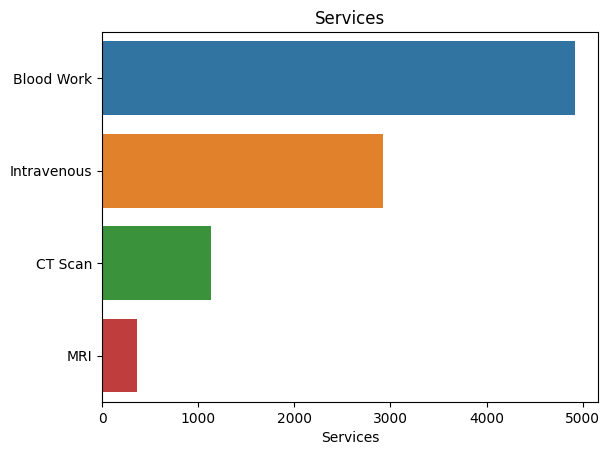 Services
Blood Work
Intravenous
CT Scan
MRI
0 1000 2000 3000 4000 5000
Services